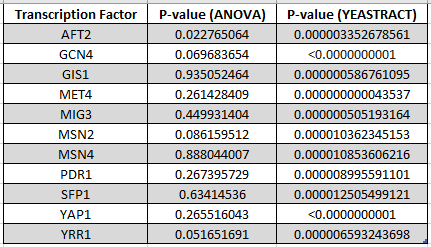 Transcription Factor P-value (ANOVA) P-value (YEASTRACT)
AFT2 0.022765064 0.000003352678561
GCN4 0.069683654 <0.0000000001
GIS1 0.935052464 0.000000586761095
MET4 0.261428409 0.000000000043537
MIG3 0.449931404 0.000000505193164
MSN2 0.086159512 0.000010362345153
MSN4 0.888044007 0.000010853606216
PDR1 0.267395729 0.000008995591101
SFP1 0.63414536 0.000012505499121
YAP1 0.265516043 <0.0000000001
YRR1 0.051651691 0.000006593243698